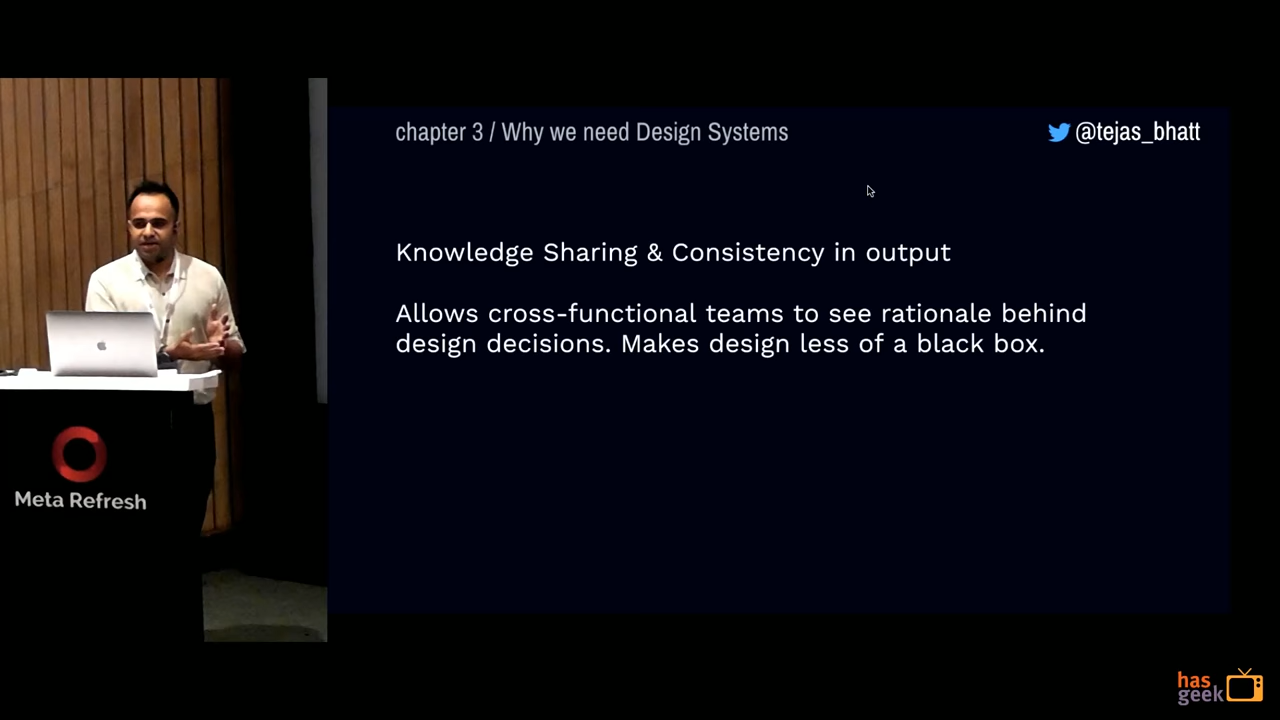 chapter 3 / Why we need Design Systems
@tejas_bhatt
Knowledge Sharing & Consistency in output
Allows cross-functional teams to see rationale behind
design decisions. Makes design less of a black box.
Meta Refresh
has
geek